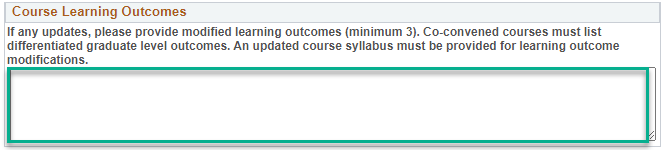 Course Learning Outcomes
If any updates, please provide modified learning outcomes (minimum 3). Co-convened courses must list
differentiated graduate level outcomes. An updated course syllabus must be provided for learning outcome
modifications.